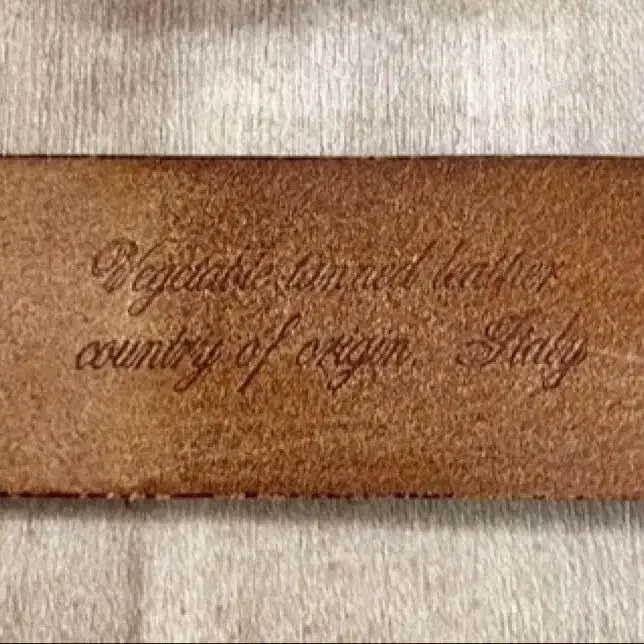 Vegetable tanned leather
country of origin. Italy